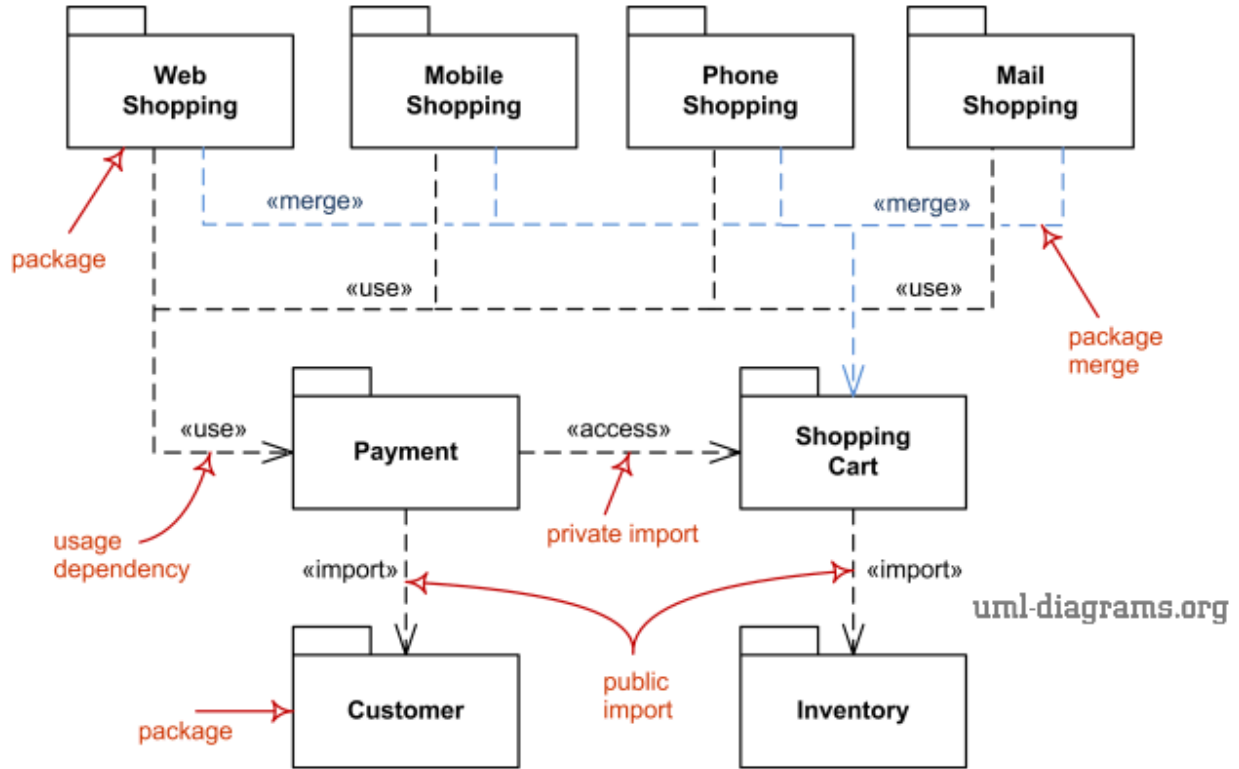 Web
Shopping
Mobile
Shopping
Phone
Shopping
Mail
Shopping
«merge»
«merge»
package
«use»
«use»
package
merge
«use»
Payment
«access»
Shopping
Cart
usage
dependency
private import
«import»
«import»
uml-diagrams.org
public
import
Customer
Inventory
package